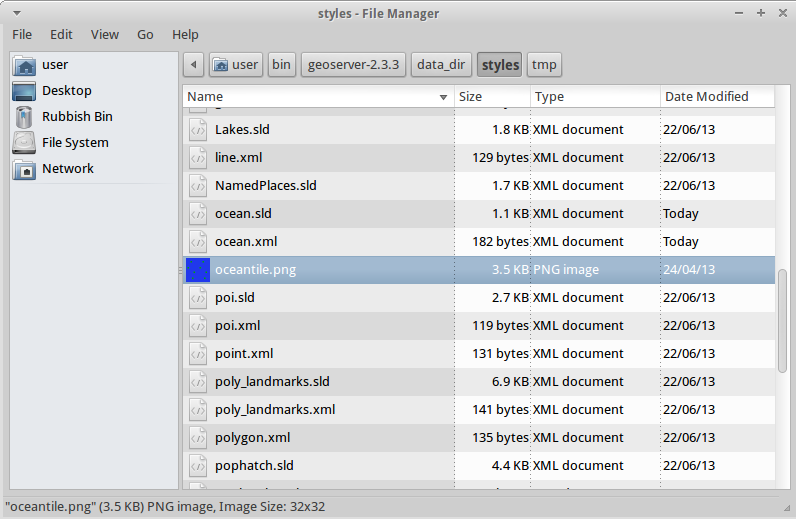 styles - File Manager
File Edit View Go Help
user
Desktop
Rubbish Bin
File System
Network
user bin geoserver-2.3.3 data_dir styles tmp
Name Size Type Date Modified
Lakes.sld 1.8 KB XML document 22/06/13
line.xml 129 bytes XML document 22/06/13
NamedPlaces.sld 1.7 KB XML document 22/06/13
ocean.sld 1.1 KB XML document Today
ocean.xml 182 bytes XML document Today
oceantile.png 3.5 KB PNG image 24/04/13
poi.sld 2.7 KB XML document 22/06/13
poi.xml 119 bytes XML document 22/06/13
point.xml 131 bytes XML document 22/06/13
poly_landmarks.sld 6.9 KB XML document 22/06/13
poly_landmarks.xml 141 bytes XML document 22/06/13
polygon.xml 135 bytes XML document 22/06/13
pophatch.sld 4.4 KB XML document 22/06/13
"oceantile.png" (3.5 KB) PNG image, Image Size: 32x32